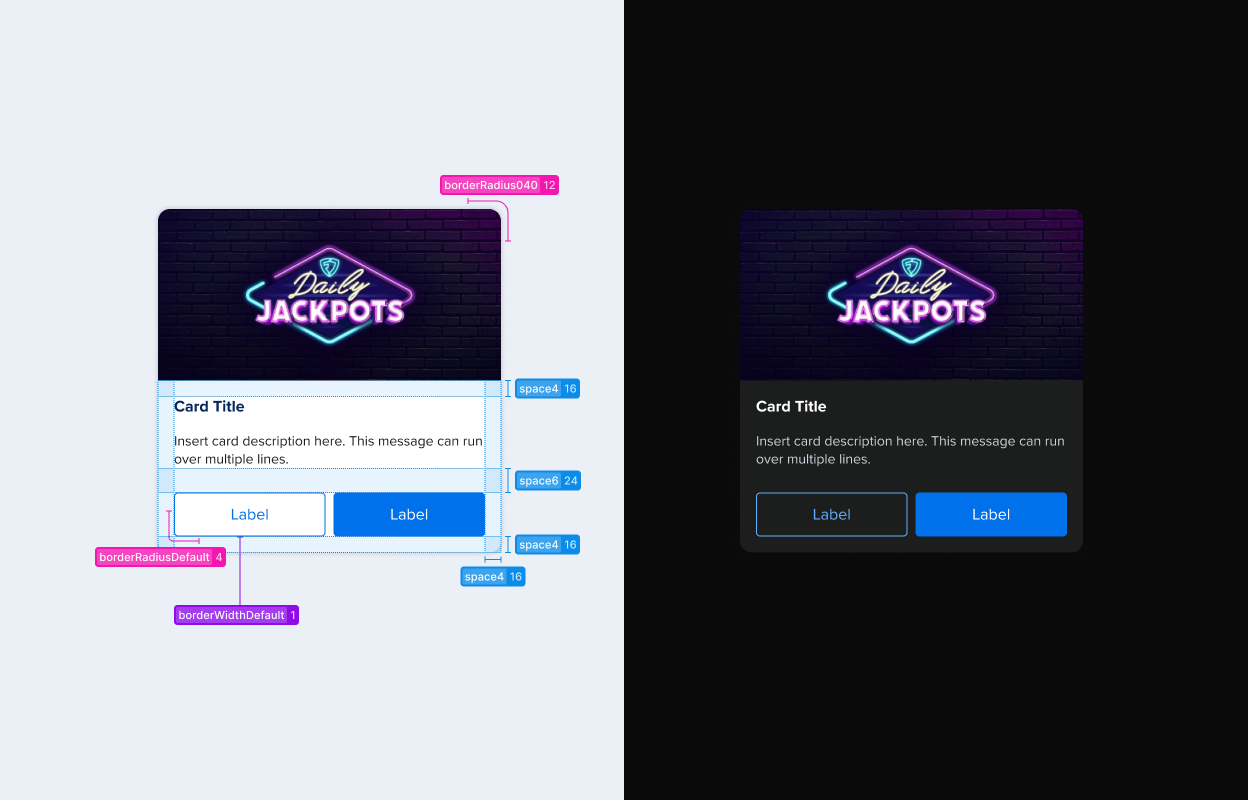 borderRadius040 12
Daily
JACKPOTS
space4 16
Card Title
Insert card description here. This message can run
over multiple lines.
space6 24
Label
Label
space4 16
borderRadiusDefault 4
space4 16
borderWidthDefault 1
Daily
JACKPOTS
Card Title
Insert card description here. This message can run
over multiple lines.
Label
Label